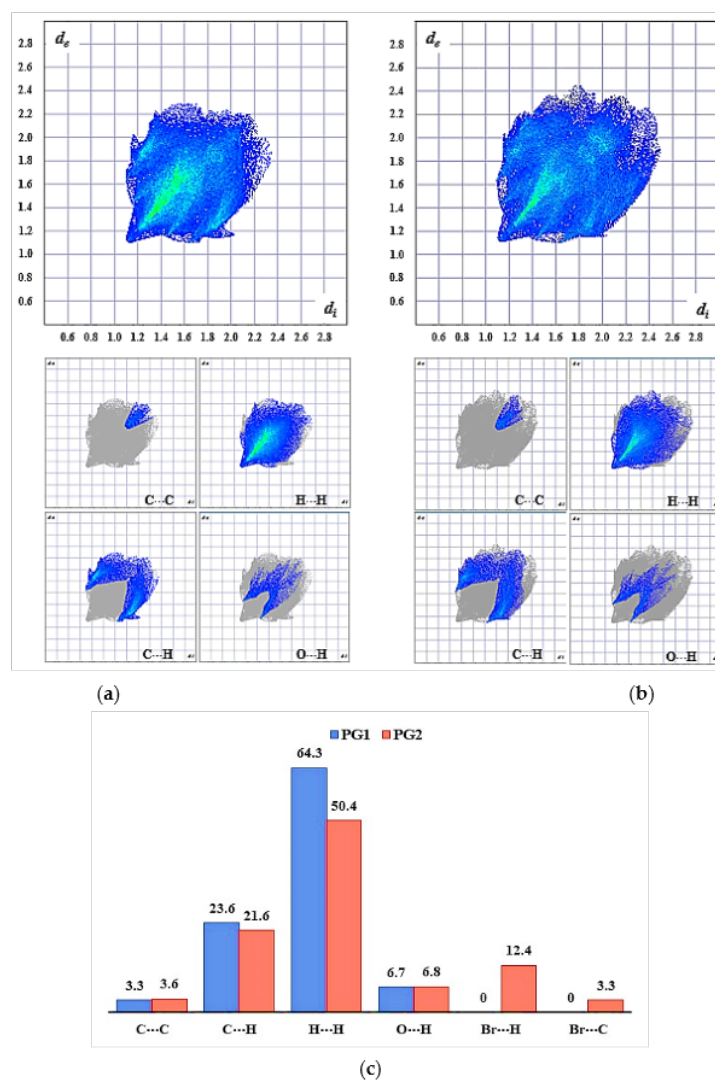 dₑ
2.8
2.6
2.4
2.2
2.0
1.8
1.6
1.4
1.2
1.0
0.8
0.6
dᵢ
0.6 0.8 1.0 1.2 1.4 1.6 1.8 2.0 2.2 2.4 2.6 2.8
dₑ
2.8
2.6
2.4
2.2
2.0
1.8
1.6
1.4
1.2
1.0
0.8
0.6
dᵢ
0.6 0.8 1.0 1.2 1.4 1.6 1.8 2.0 2.2 2.4 2.6 2.8
C---C H---H C---C H---H
C---H O---H C---H O---H
(a) (b)
PG1 PG2
64.3
50.4
23.6 21.6
12.4
3.3 3.6 6.7 6.8 0 0 3.3
C---C C---H H---H O---H Br---H Br---C
(c)